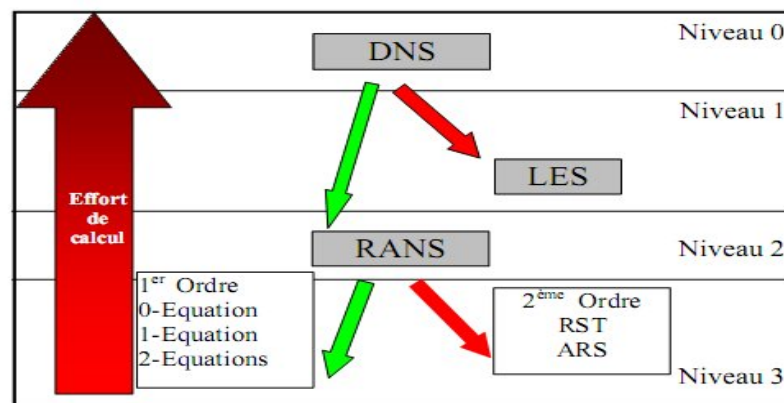 Niveau 0
DNS
Niveau 1
LES
Effort
de
calcul
RANS
Niveau 2
1er Ordre
0-Equation
1-Equation
2-Equations
2ème Ordre
RST
ARS
Niveau 3